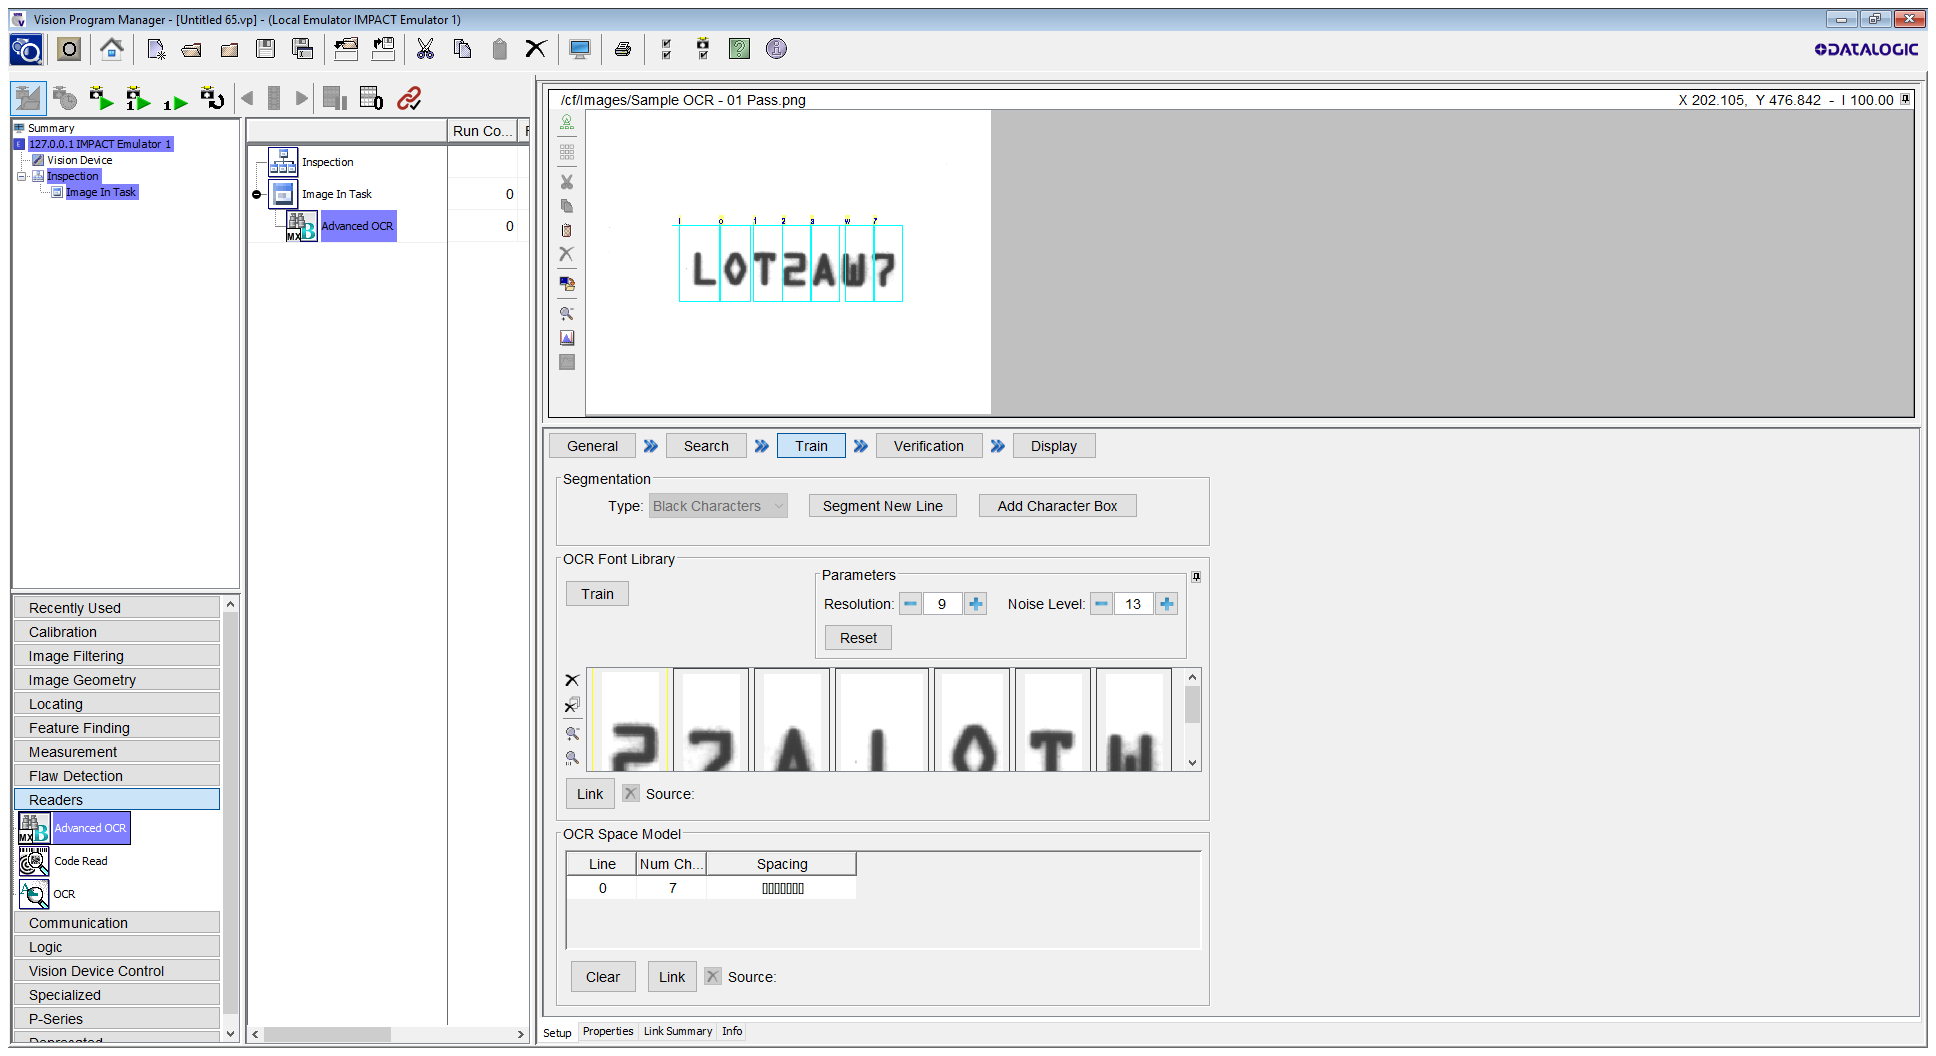 Vision Program Manager - [Untitled 65.vp] - (Local Emulator IMPACT Emulator 1)
DATALOGIC
Summary
127.0.0.1 IMPACT Emulator 1
Vision Device
Inspection
Image In Task
Run Co...
Inspection
Image In Task 0
Advanced OCR 0
/cf/Images/Sample OCR - 01 Pass.png
X 202.105, Y 476.842 - I 100.00
l o t 2 a w 7
LOT2AW7
General
Search
Train
Verification
Display
Segmentation
Type: Black Characters
Segment New Line
Add Character Box
OCR Font Library
Train
Parameters
Resolution: 9
Noise Level: 13
Reset
2 7 A L O T W
Link
Source:
OCR Space Model
Line Num Ch... Spacing
0 7
Clear
Link
Source:
Setup
Properties
Link Summary
Info
Recently Used
Calibration
Image Filtering
Image Geometry
Locating
Feature Finding
Measurement
Flaw Detection
Readers
Advanced OCR
Code Read
OCR
Communication
Logic
Vision Device Control
Specialized
P-Series
Deprecated